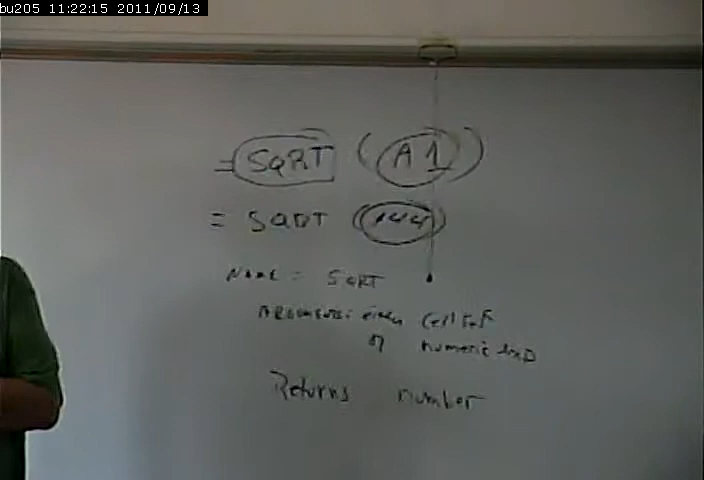 bu205 11:22:15 2011/09/13
= SQRT (A1)
= SQRT (144)
NAME = SQRT
ARGUMENTS: either Cell ref
or numeric
Returns number